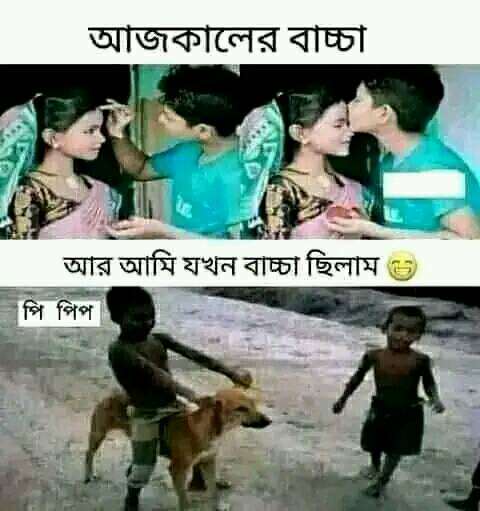 আজকালের বাচ্চা
আর আমি যখন বাচ্চা ছিলাম 😁
পি পিপ